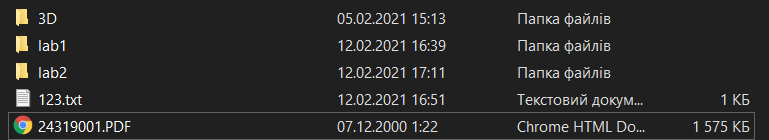 3D 05.02.2021 15:13 Папка файлів
lab1 12.02.2021 16:39 Папка файлів
lab2 12.02.2021 17:11 Папка файлів
123.txt 12.02.2021 16:51 Текстовий докум... 1 КБ
24319001.PDF 07.12.2000 1:22 Chrome HTML Do... 1 575 КБ